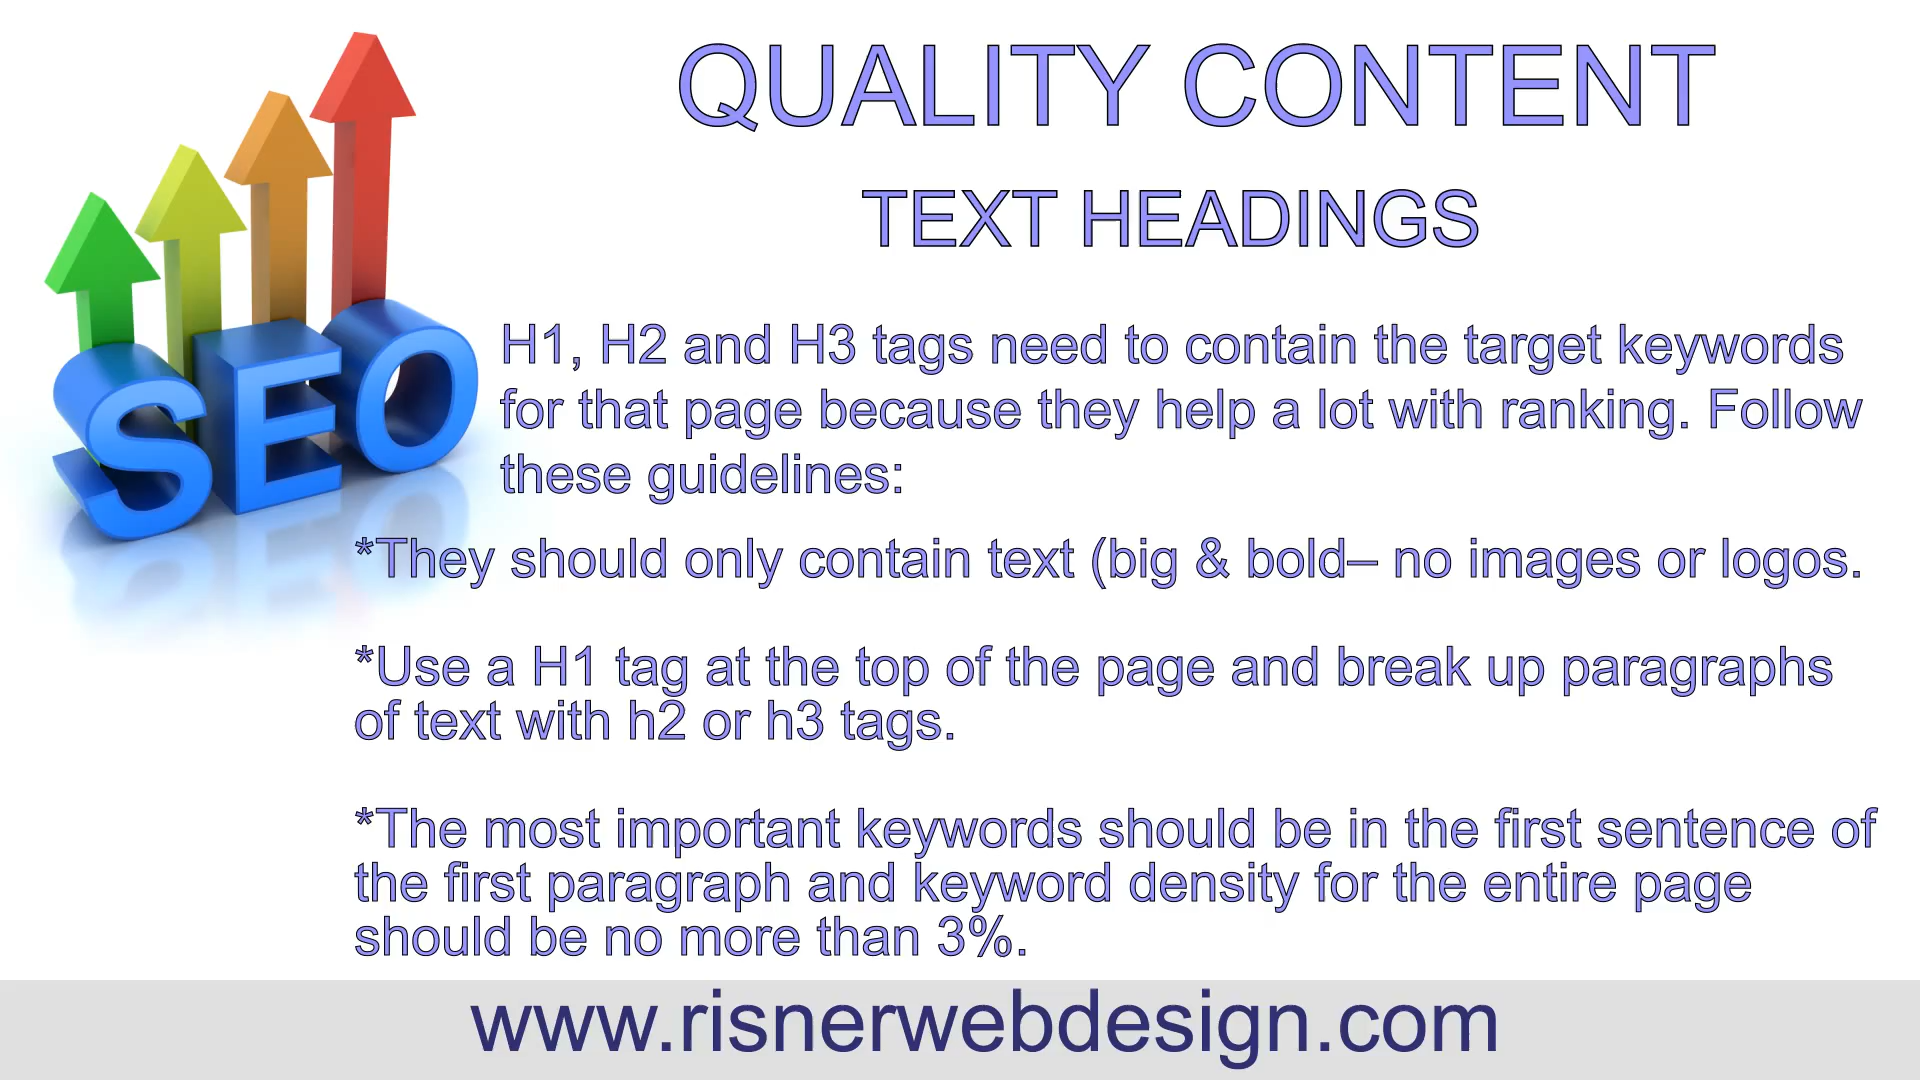 QUALITY CONTENT
TEXT HEADINGS
SEO
H1, H2 and H3 tags need to contain the target keywords
for that page because they help a lot with ranking. Follow
these guidelines:
*They should only contain text (big & bold– no images or logos.
*Use a H1 tag at the top of the page and break up paragraphs
of text with h2 or h3 tags.
*The most important keywords should be in the first sentence of
the first paragraph and keyword density for the entire page
should be no more than 3%.
www.risnerwebdesign.com